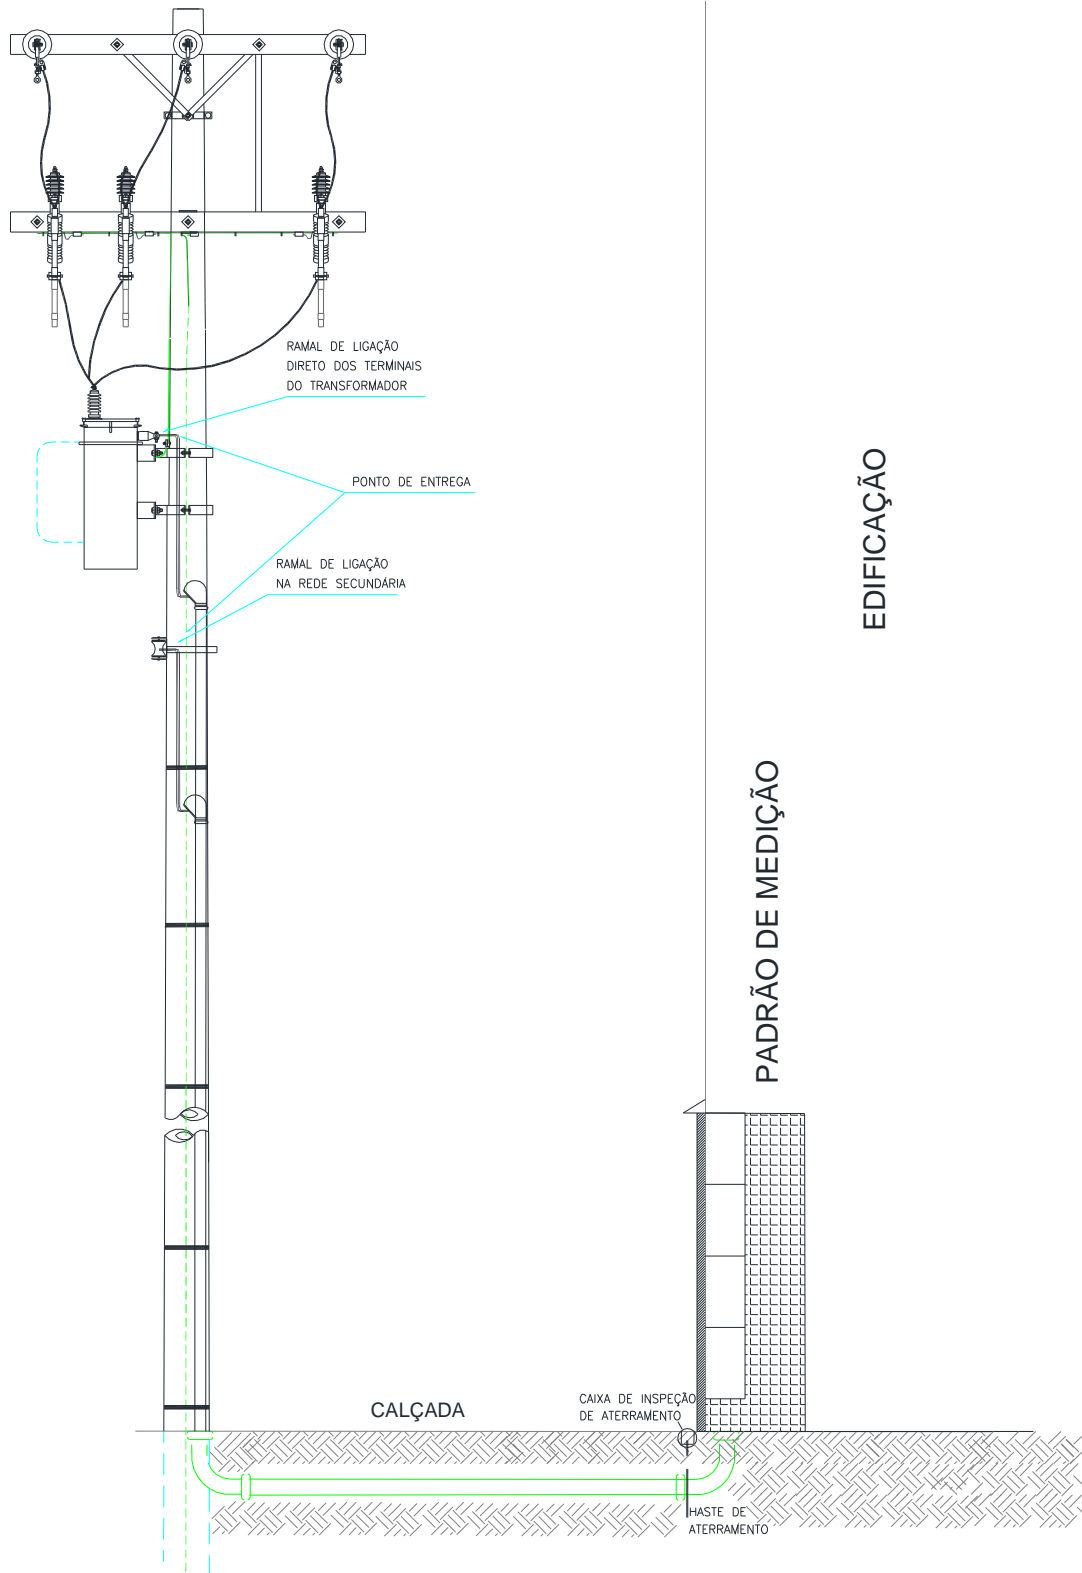 RAMAL DE LIGAÇÃO
DIRETO DOS TERMINAIS
DO TRANSFORMADOR
PONTO DE ENTREGA
RAMAL DE LIGAÇÃO
NA REDE SECUNDÁRIA
EDIFICAÇÃO
PADRÃO DE MEDIÇÃO
CALÇADA
CAIXA DE INSPEÇÃO
DE ATERRAMENTO
HASTE DE
ATERRAMENTO